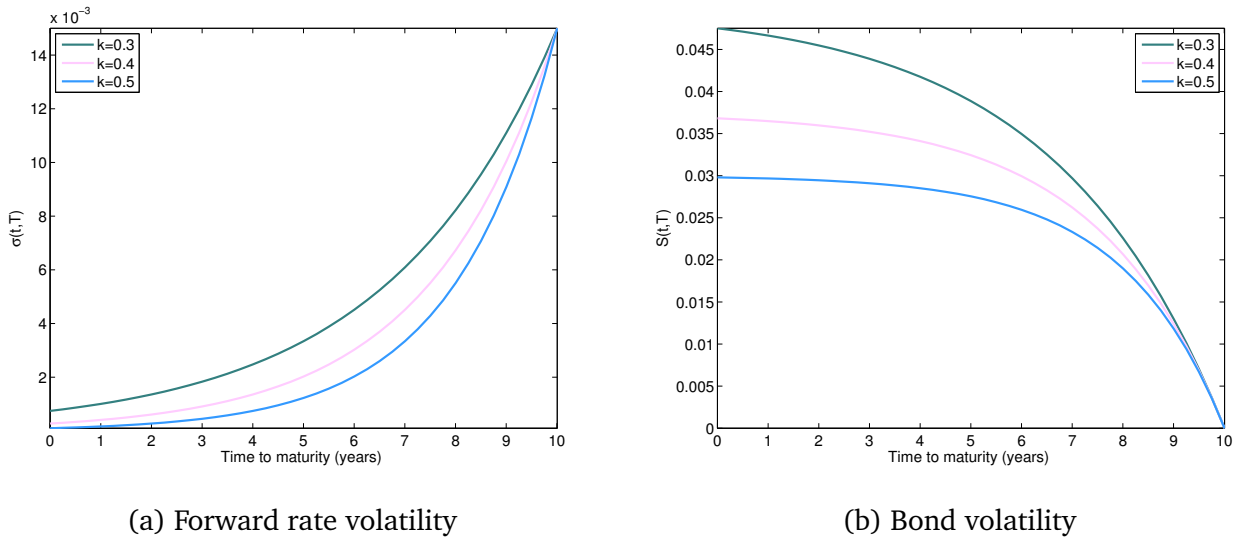 x 10⁻³
14
12
10
8
6
4
2
σ(t,T)
0 1 2 3 4 5 6 7 8 9 10
Time to maturity (years)
k=0.3
k=0.4
k=0.5
(a) Forward rate volatility
0.045
0.04
0.035
0.03
0.025
0.02
0.015
0.01
0.005
0
S(t,T)
0 1 2 3 4 5 6 7 8 9 10
Time to maturity (years)
k=0.3
k=0.4
k=0.5
(b) Bond volatility